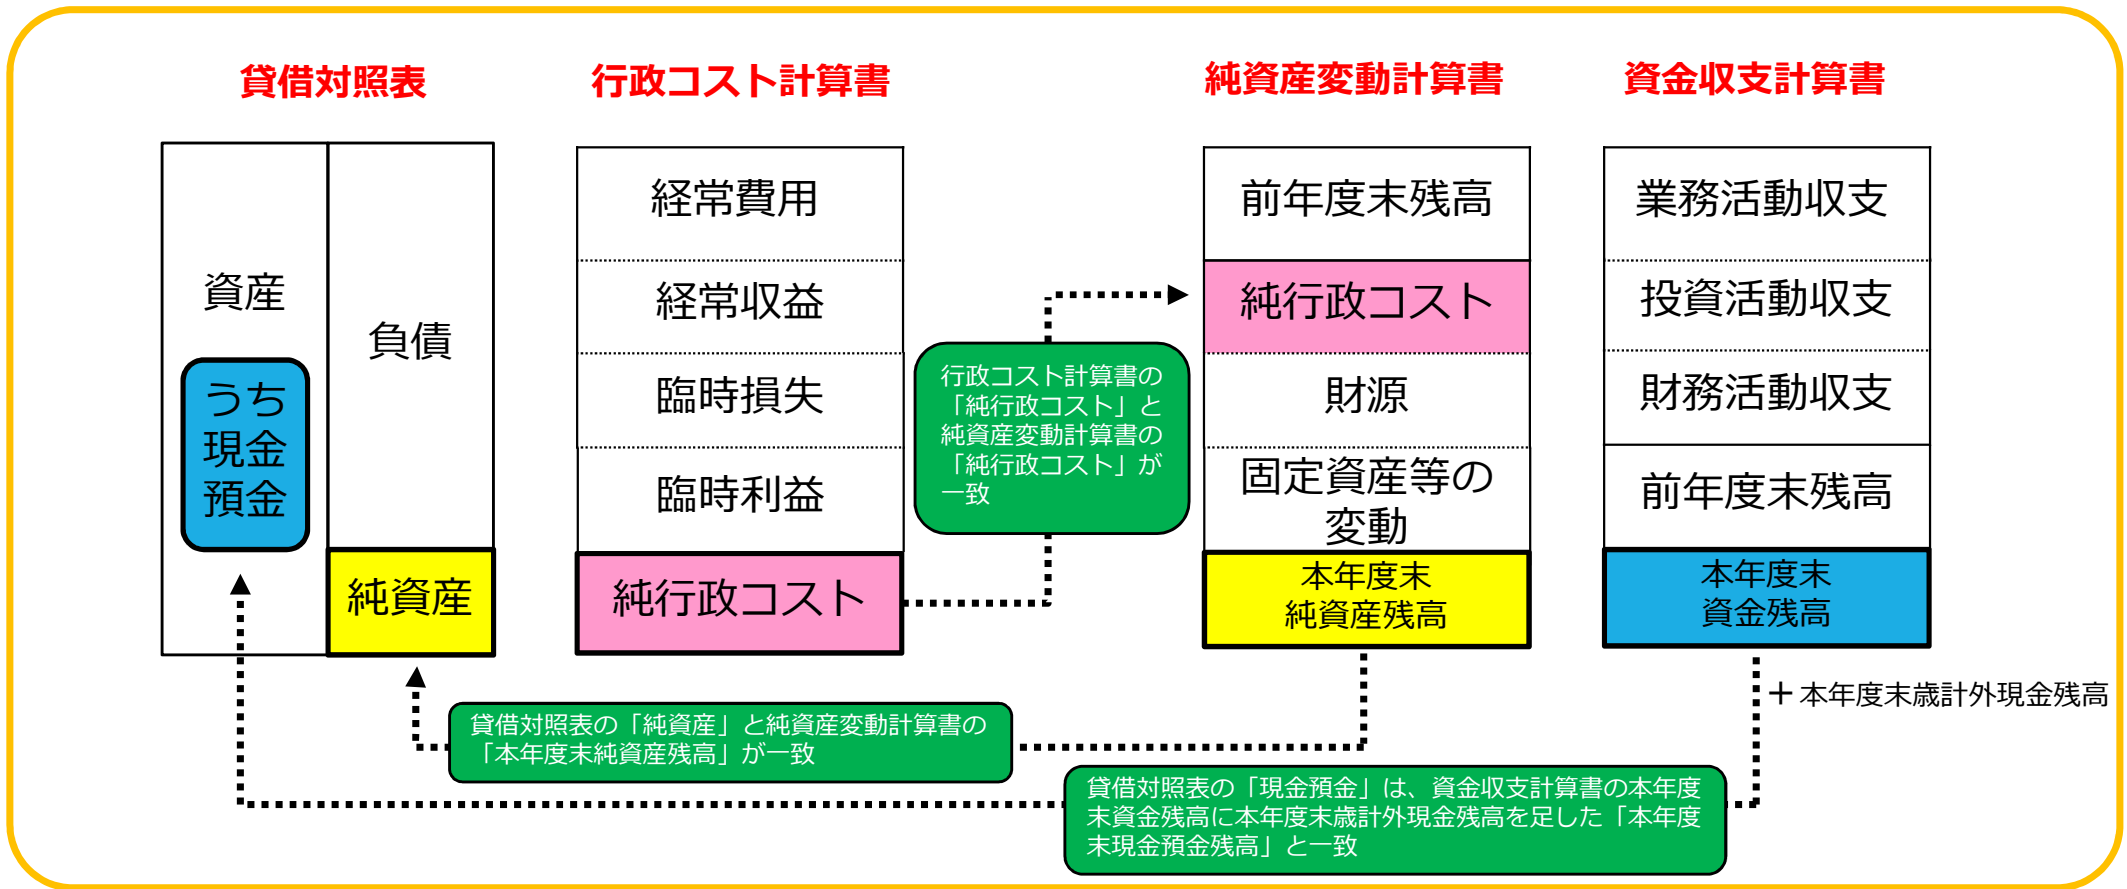 貸借対照表
行政コスト計算書
純資産変動計算書
資金収支計算書
資産
うち
現金
預金
負債
純資産
経常費用
経常収益
臨時損失
臨時利益
純行政コスト
行政コスト計算書の
「純行政コスト」と
純資産変動計算書の
「純行政コスト」が
一致
前年度末残高
純行政コスト
財源
固定資産等の
変動
本年度末
純資産残高
業務活動収支
投資活動収支
財務活動収支
前年度末残高
本年度末
資金残高
＋本年度末歳計外現金残高
貸借対照表の「純資産」と純資産変動計算書の
「本年度末純資産残高」が一致
貸借対照表の「現金預金」は、資金収支計算書の本年度
末資金残高に本年度末歳計外現金残高を足した「本年度
末現金預金残高」と一致